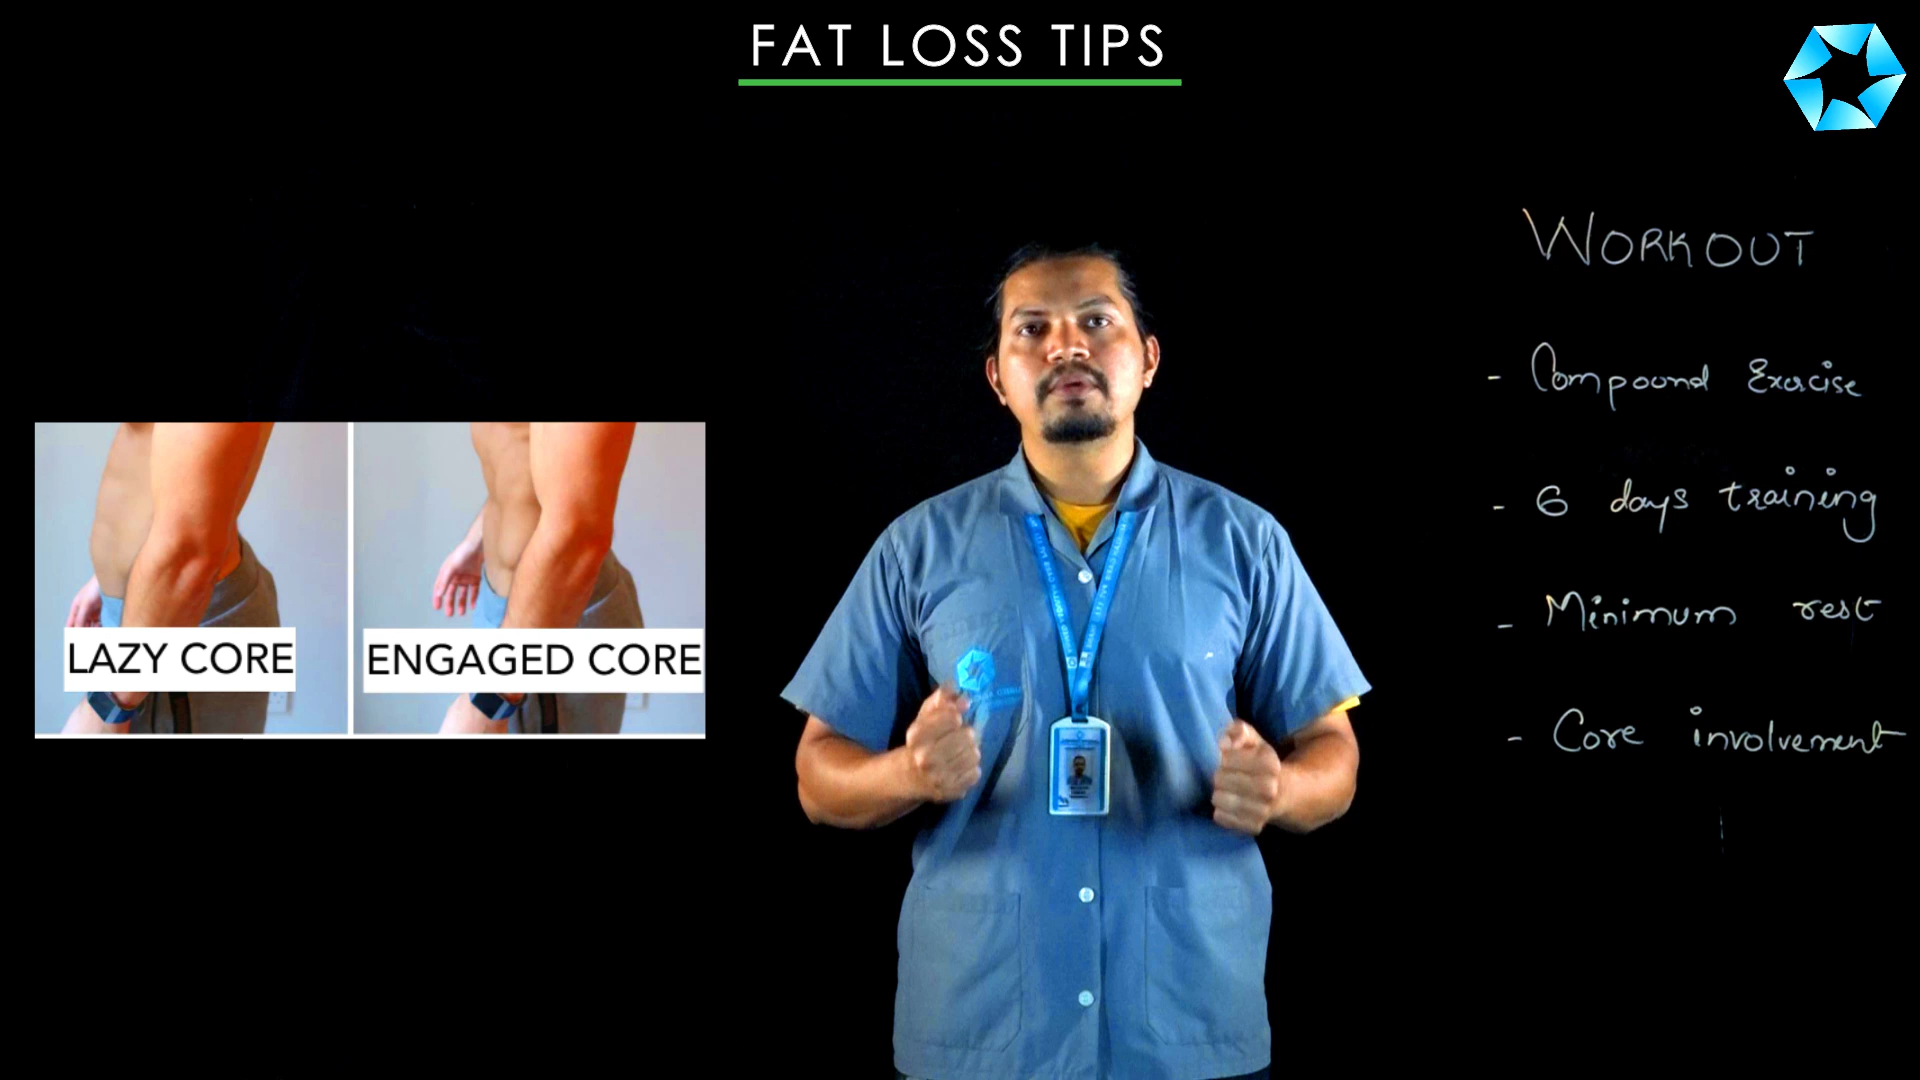 FAT LOSS TIPS
WORKOUT
- Compound Exercise
- 6 days training
- Minimum rest
- Core involvement
LAZY CORE
ENGAGED CORE